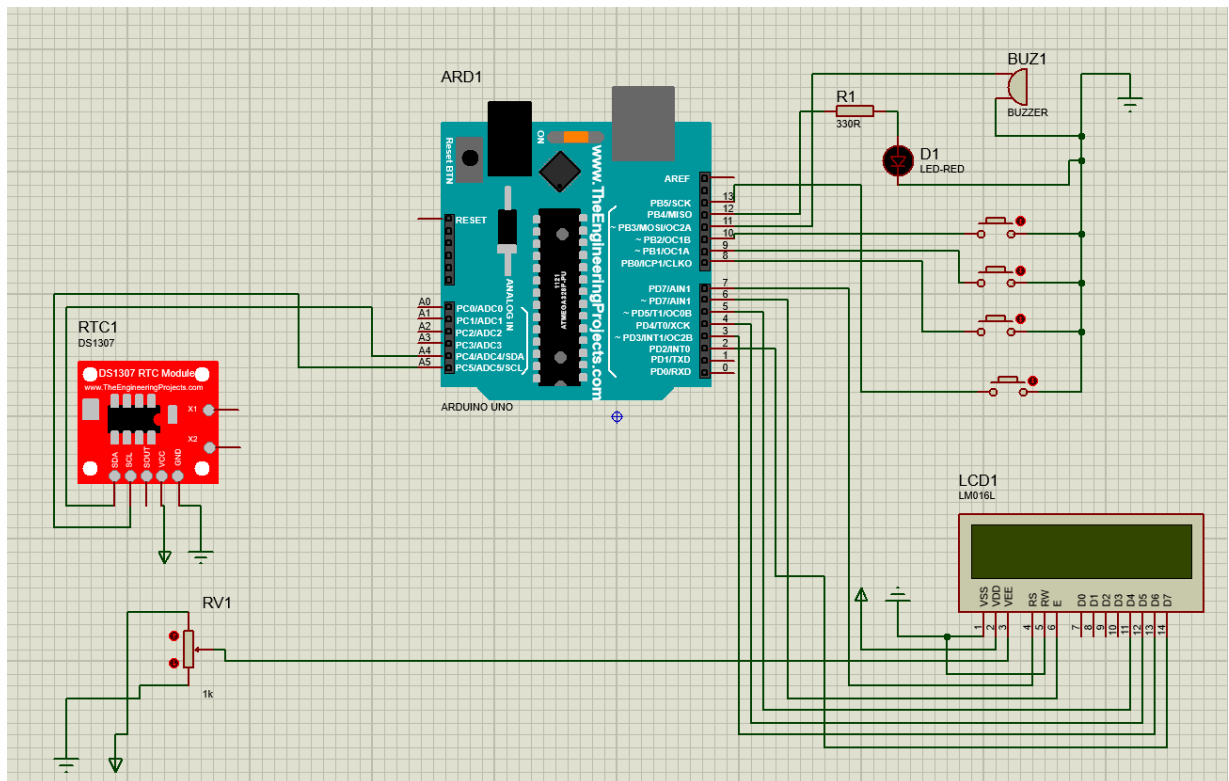 ARD1
Reset BTN
ON
www.TheEngineeringProjects.com
RESET
ANALOG IN
1121
ATMEGA328P-PU
A0
A1
A2
A3
A4
A5
PC0/ADC0
PC1/ADC1
PC2/ADC2
PC3/ADC3
PC4/ADC4/SDA
PC5/ADC5/SCL
AREF
PB5/SCK
PB4/MISO
~ PB3/MOSI/OC2A
~ PB2/OC1B
~ PB1/OC1A
PB0/ICP1/CLKO
13
12
11
10
9
8
PD7/AIN1
~ PD7/AIN1
~ PD5/T1/OC0B
PD4/T0/XCK
~ PD3/INT1/OC2B
PD2/INT0
PD1/TXD
PD0/RXD
7
6
5
4
3
2
1
0
ARDUINO UNO
BUZ1
BUZZER
R1
330R
D1
LED-RED
RTC1
DS1307
DS1307 RTC Module
www.TheEngineeringProjects.com
X1
X2
SDA
SCL
SOUT
VCC
GND
RV1
1k
LCD1
LM016L
VSS
VDD
VEE
RS
RW
E
D0
D1
D2
D3
D4
D5
D6
D7
1
2
3
4
5
6
7
8
9
10
11
12
13
14